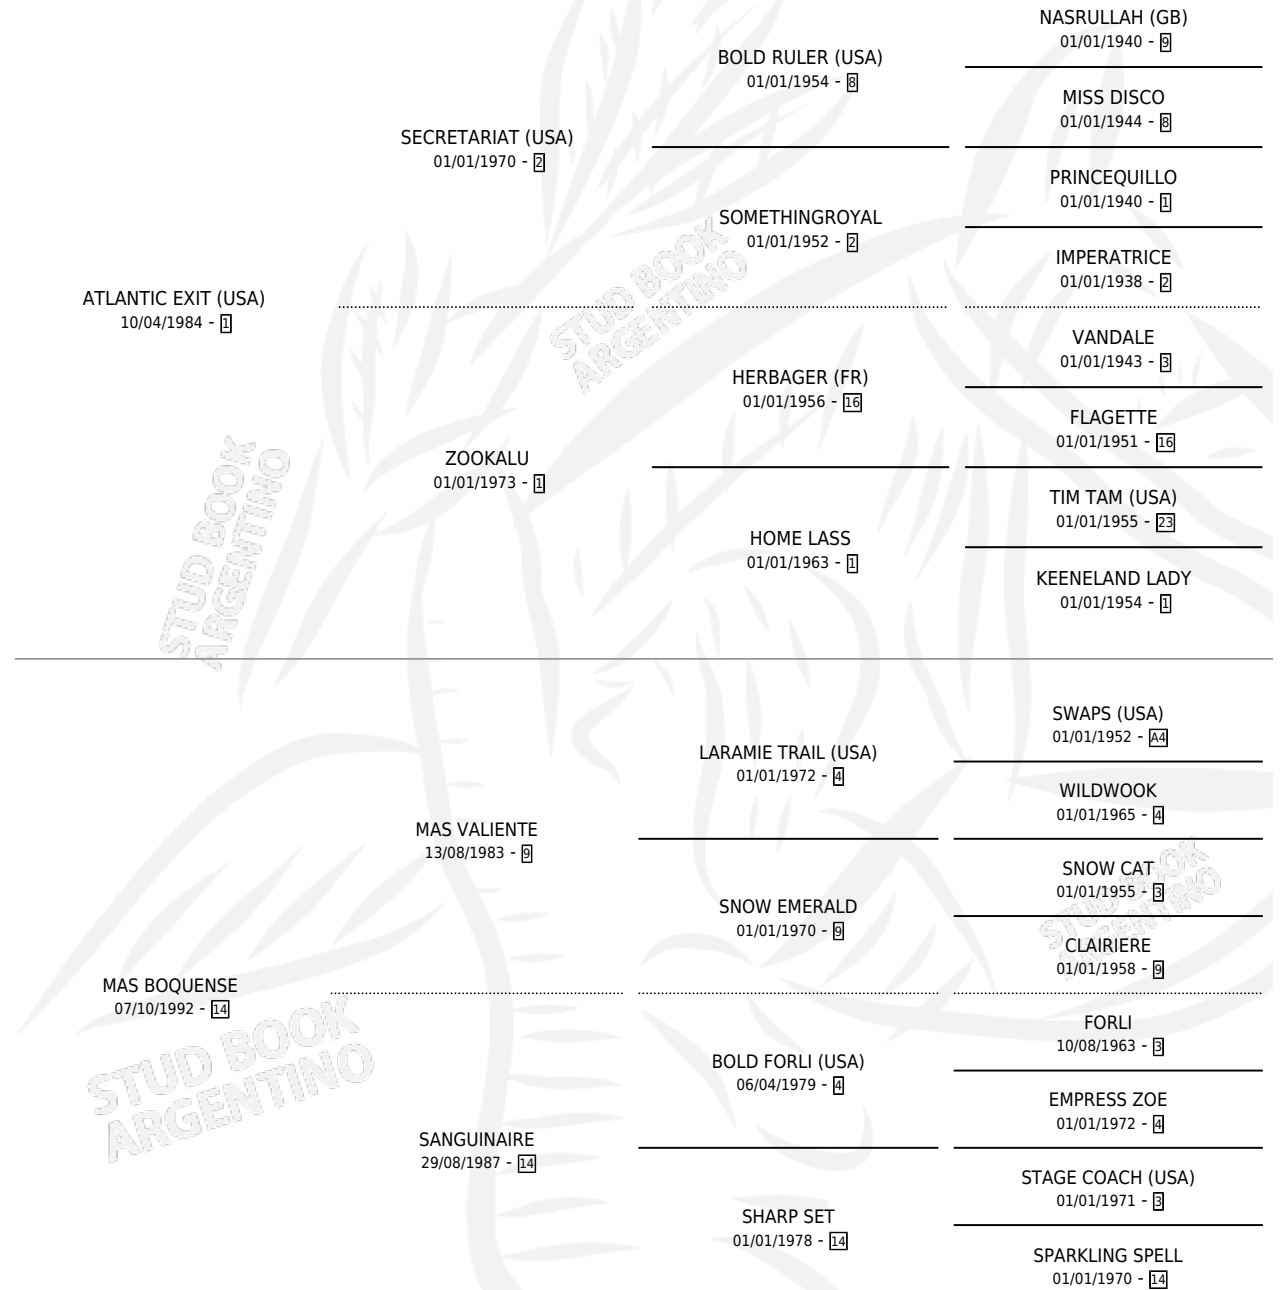 NASRULLAH (GB)
01/01/1940 - 9
BOLD RULER (USA)
01/01/1954 - 8
MISS DISCO
01/01/1944 - 8
SECRETARIAT (USA)
01/01/1970 - 2
PRINCEQUILLO
01/01/1940 - 1
SOMETHINGROYAL
01/01/1952 - 2
IMPERATRICE
01/01/1938 - 2
ATLANTIC EXIT (USA)
10/04/1984 - 1
VANDALE
01/01/1943 - 3
HERBAGER (FR)
01/01/1956 - 16
FLAGETTE
01/01/1951 - 16
ZOOKALU
01/01/1973 - 1
TIM TAM (USA)
01/01/1955 - 23
HOME LASS
01/01/1963 - 1
KEENELAND LADY
01/01/1954 - 1
SWAPS (USA)
01/01/1952 - A4
LARAMIE TRAIL (USA)
01/01/1972 - 4
WILDWOOK
01/01/1965 - 4
MAS VALIENTE
13/08/1983 - 9
SNOW CAT
01/01/1955 - 3
SNOW EMERALD
01/01/1970 - 9
CLAIRIERE
01/01/1958 - 9
MAS BOQUENSE
07/10/1992 - 14
FORLI
10/08/1963 - 3
BOLD FORLI (USA)
06/04/1979 - 4
EMPRESS ZOE
01/01/1972 - 4
SANGUINAIRE
29/08/1987 - 14
STAGE COACH (USA)
01/01/1971 - 3
SHARP SET
01/01/1978 - 14
SPARKLING SPELL
01/01/1970 - 14
STUD BOOK
ARGENTINO
STUD BOOK
ARGENTINO
STUD BOOK
ARGENTINO
STUD BOOK
ARGENTINO